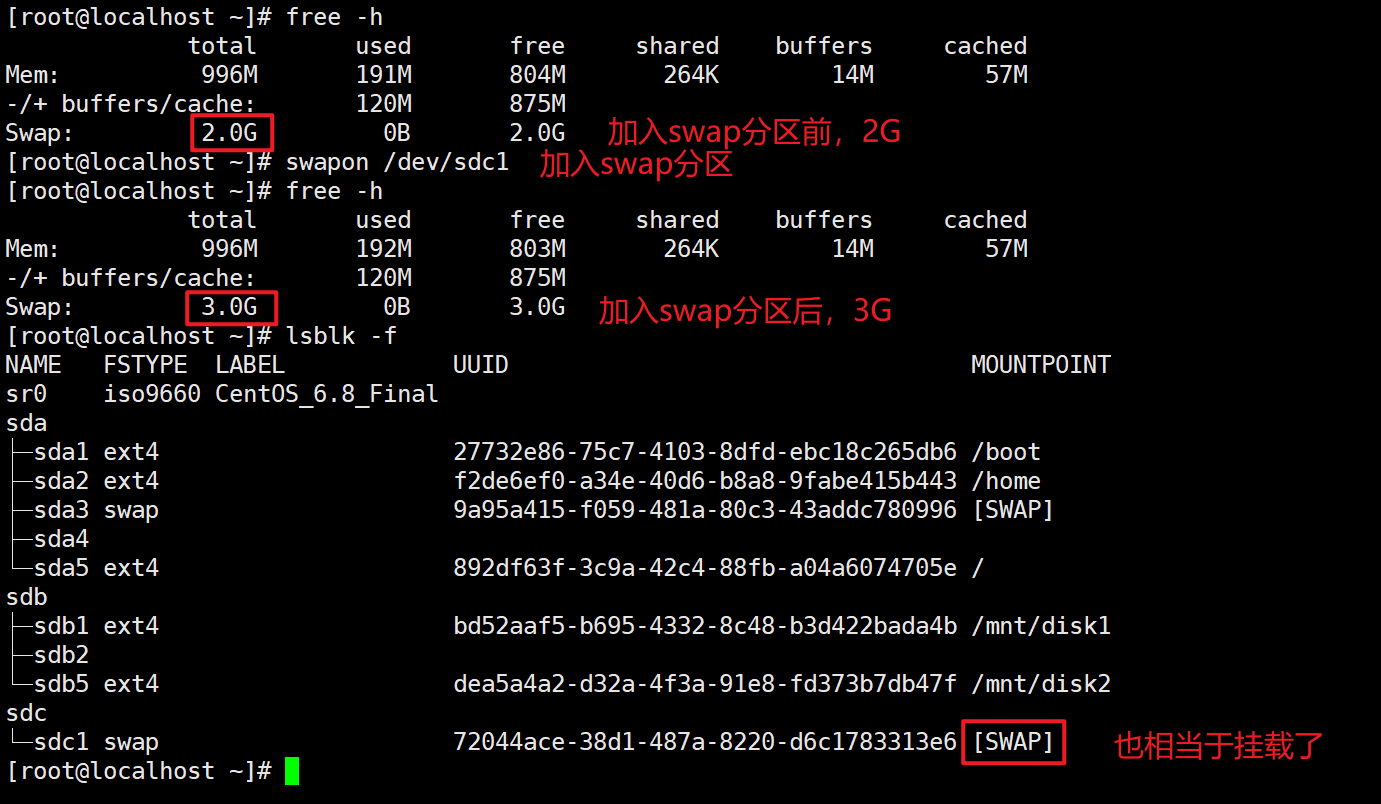 [root@localhost ~]# free -h
             total       used       free     shared    buffers     cached
Mem:          996M       191M       804M       264K        14M        57M
-/+ buffers/cache:       120M       875M
Swap:         2.0G         0B       2.0G   加入swap分区前，2G
[root@localhost ~]# swapon /dev/sdc1  加入swap分区
[root@localhost ~]# free -h
             total       used       free     shared    buffers     cached
Mem:          996M       192M       803M       264K        14M        57M
-/+ buffers/cache:       120M       875M
Swap:         3.0G         0B       3.0G  加入swap分区后，3G
[root@localhost ~]# lsblk -f
NAME   FSTYPE  LABEL            UUID                                 MOUNTPOINT
sr0    iso9660 CentOS_6.8_Final
sda
├─sda1 ext4                     27732e86-75c7-4103-8dfd-ebc18c265db6 /boot
├─sda2 ext4                     f2de6ef0-a34e-40d6-b8a8-9fabe415b443 /home
├─sda3 swap                     9a95a415-f059-481a-80c3-43addc780996 [SWAP]
├─sda4
└─sda5 ext4                     892df63f-3c9a-42c4-88fb-a04a6074705e /
sdb
├─sdb1 ext4                     bd52aaf5-b695-4332-8c48-b3d422bada4b /mnt/disk1
├─sdb2
└─sdb5 ext4                     dea5a4a2-d32a-4f3a-91e8-fd373b7db47f /mnt/disk2
sdc
└─sdc1 swap                     72044ace-38d1-487a-8220-d6c1783313e6 [SWAP]  也相当于挂载了
[root@localhost ~]#